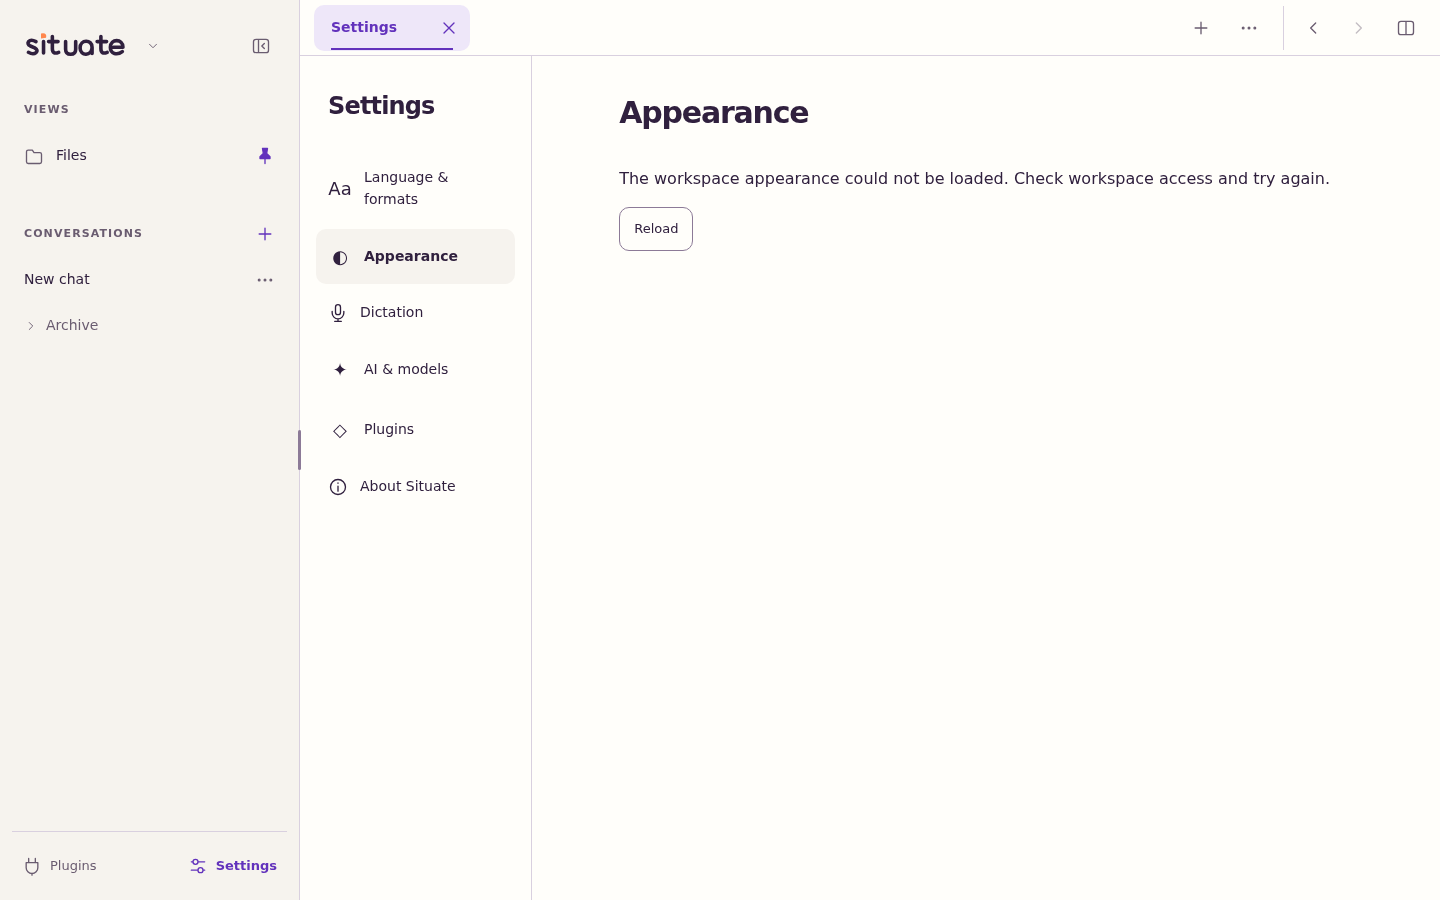 situate
VIEWS
Files
CONVERSATIONS
New chat
Archive
Plugins
Settings
Settings
Settings
Aa
Language &
formats
Appearance
Dictation
AI & models
Plugins
About Situate
Appearance
The workspace appearance could not be loaded. Check workspace access and try again.
Reload